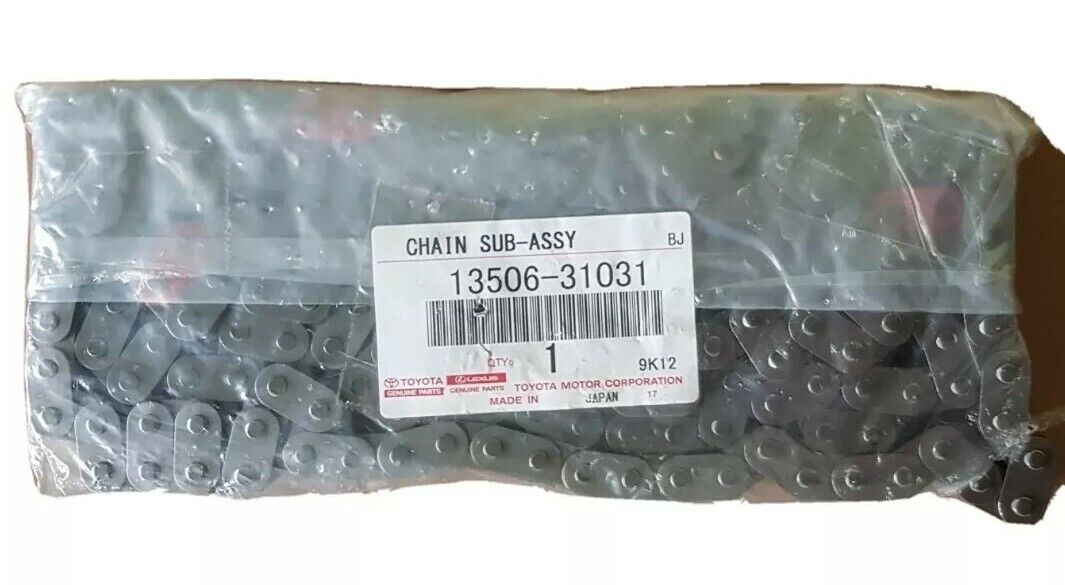 CHAIN SUB-ASSY BJ
13506-31031
QTY. 1 9K12
TOYOTA LEXUS TOYOTA MOTOR CORPORATION
GENUINE PARTS GENUINE PARTS
MADE IN JAPAN 17